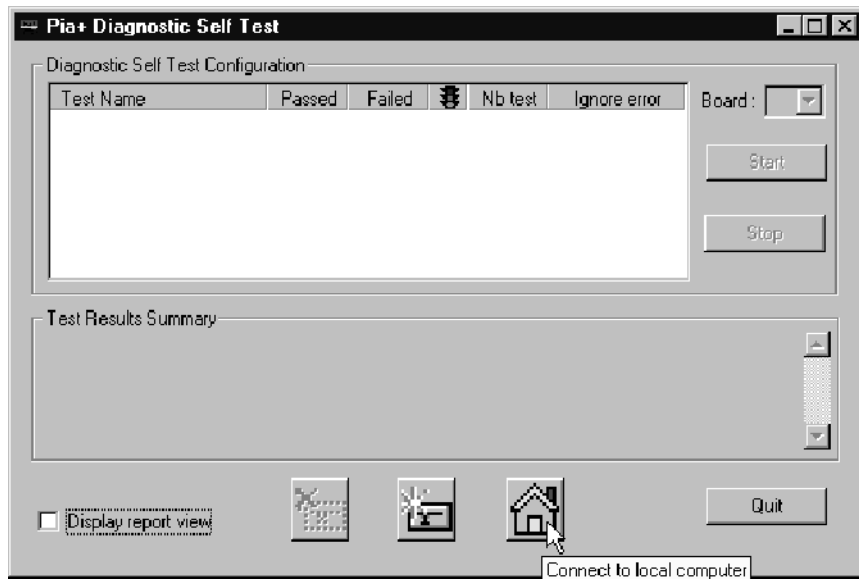 Pia+ Diagnostic Self Test
Diagnostic Self Test Configuration
Test Name Passed Failed Nb test Ignore error
Board :
Start
Stop
Test Results Summary
Display report view
Quit
Connect to local computer